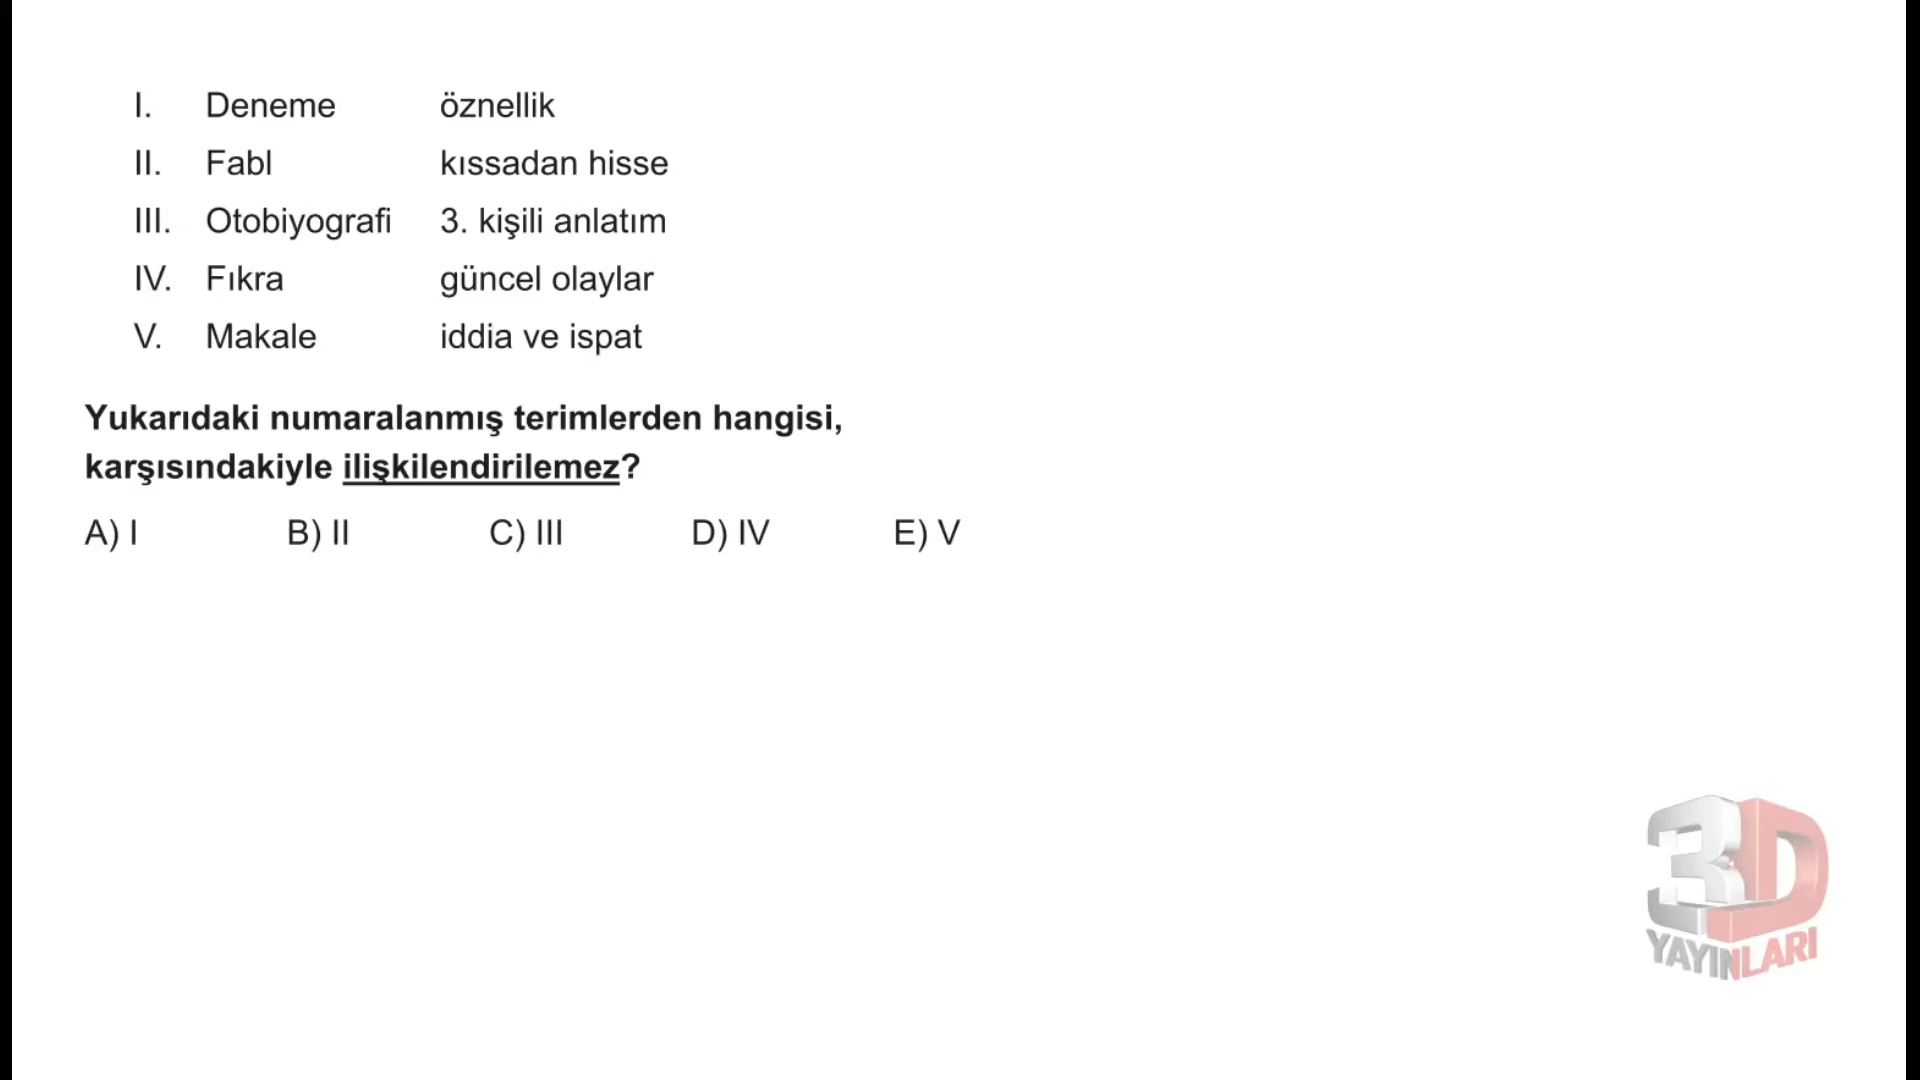 I. Deneme öznellik
II. Fabl kıssadan hisse
III. Otobiyografi 3. kişili anlatım
IV. Fıkra güncel olaylar
V. Makale iddia ve ispat
Yukarıdaki numaralanmış terimlerden hangisi,
karşısındakiyle ilişkilendirilemez?
A) I B) II C) III D) IV E) V
3D
YAYINLARI